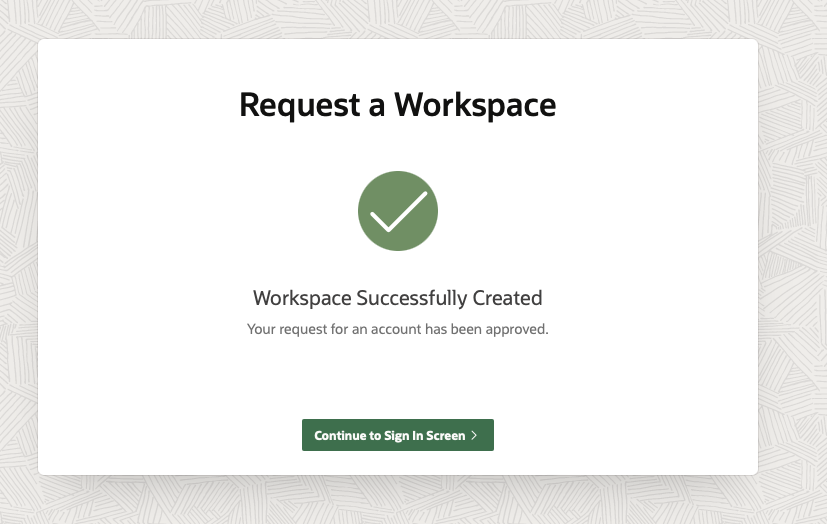 Request a Workspace
Workspace Successfully Created
Your request for an account has been approved.
Continue to Sign In Screen